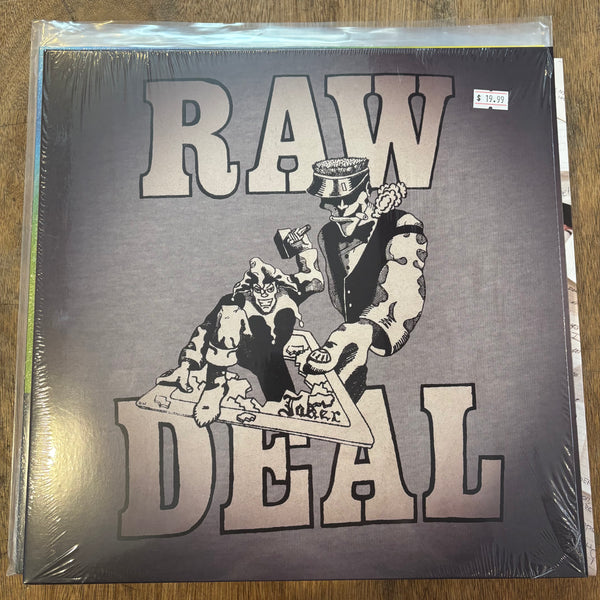 RAW
$ 19.99
Joker
DEAL